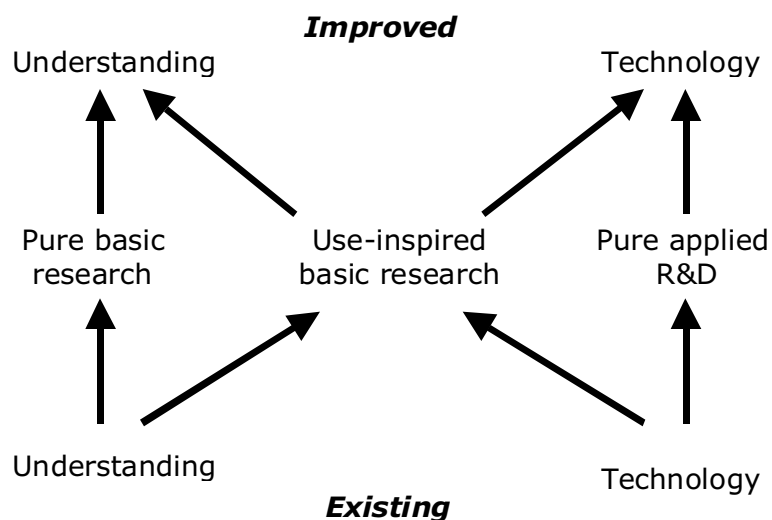 Improved
Understanding
Technology
Pure basic
research
Use-inspired
basic research
Pure applied
R&D
Understanding
Technology
Existing